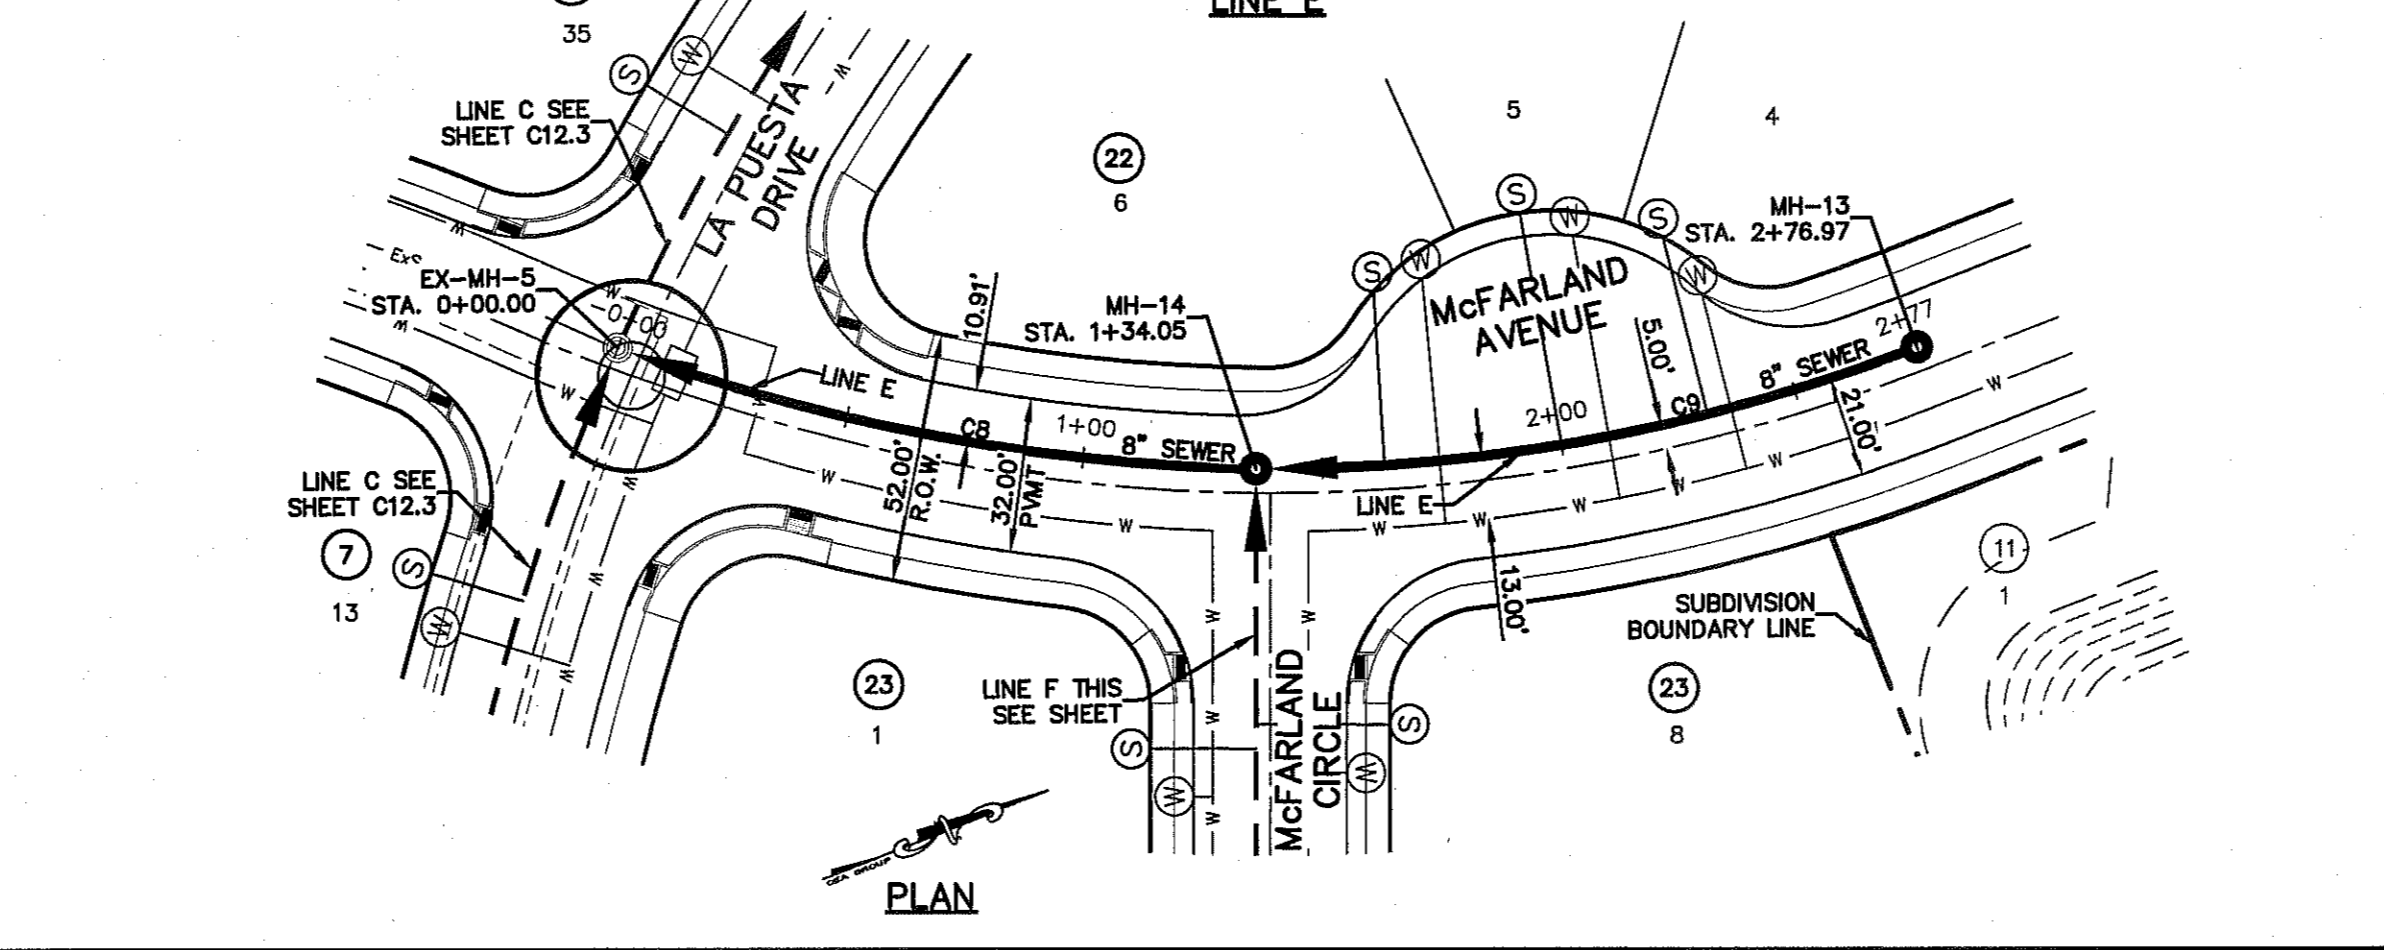 LINE E
35
S
W
W
LINE C SEE
SHEET C12.3
LA PUESTA
DRIVE
5
4
22
6
S
W
S
MH-13
STA. 2+76.97
W
EX-MH-5
STA. 0+00.00
W
W
0+00
10.91'
MH-14
STA. 1+34.05
S
W
McFARLAND
AVENUE
W
2+77
5.00'
LINE E
8" SEWER
W
C8
1+00
8" SEWER
2+00
C9
21.00'
W
LINE C SEE
SHEET C12.3
W
W
52.00'
R.O.W.
32.00'
PVMT
W
LINE E
W
W
W
W
W
7
13
S
W
W
W
W
W
13.00'
11
1
SUBDIVISION
BOUNDARY LINE
23
1
LINE F THIS
SEE SHEET
W
McFARLAND
CIRCLE
23
8
S
S
W
W
W
PLAN